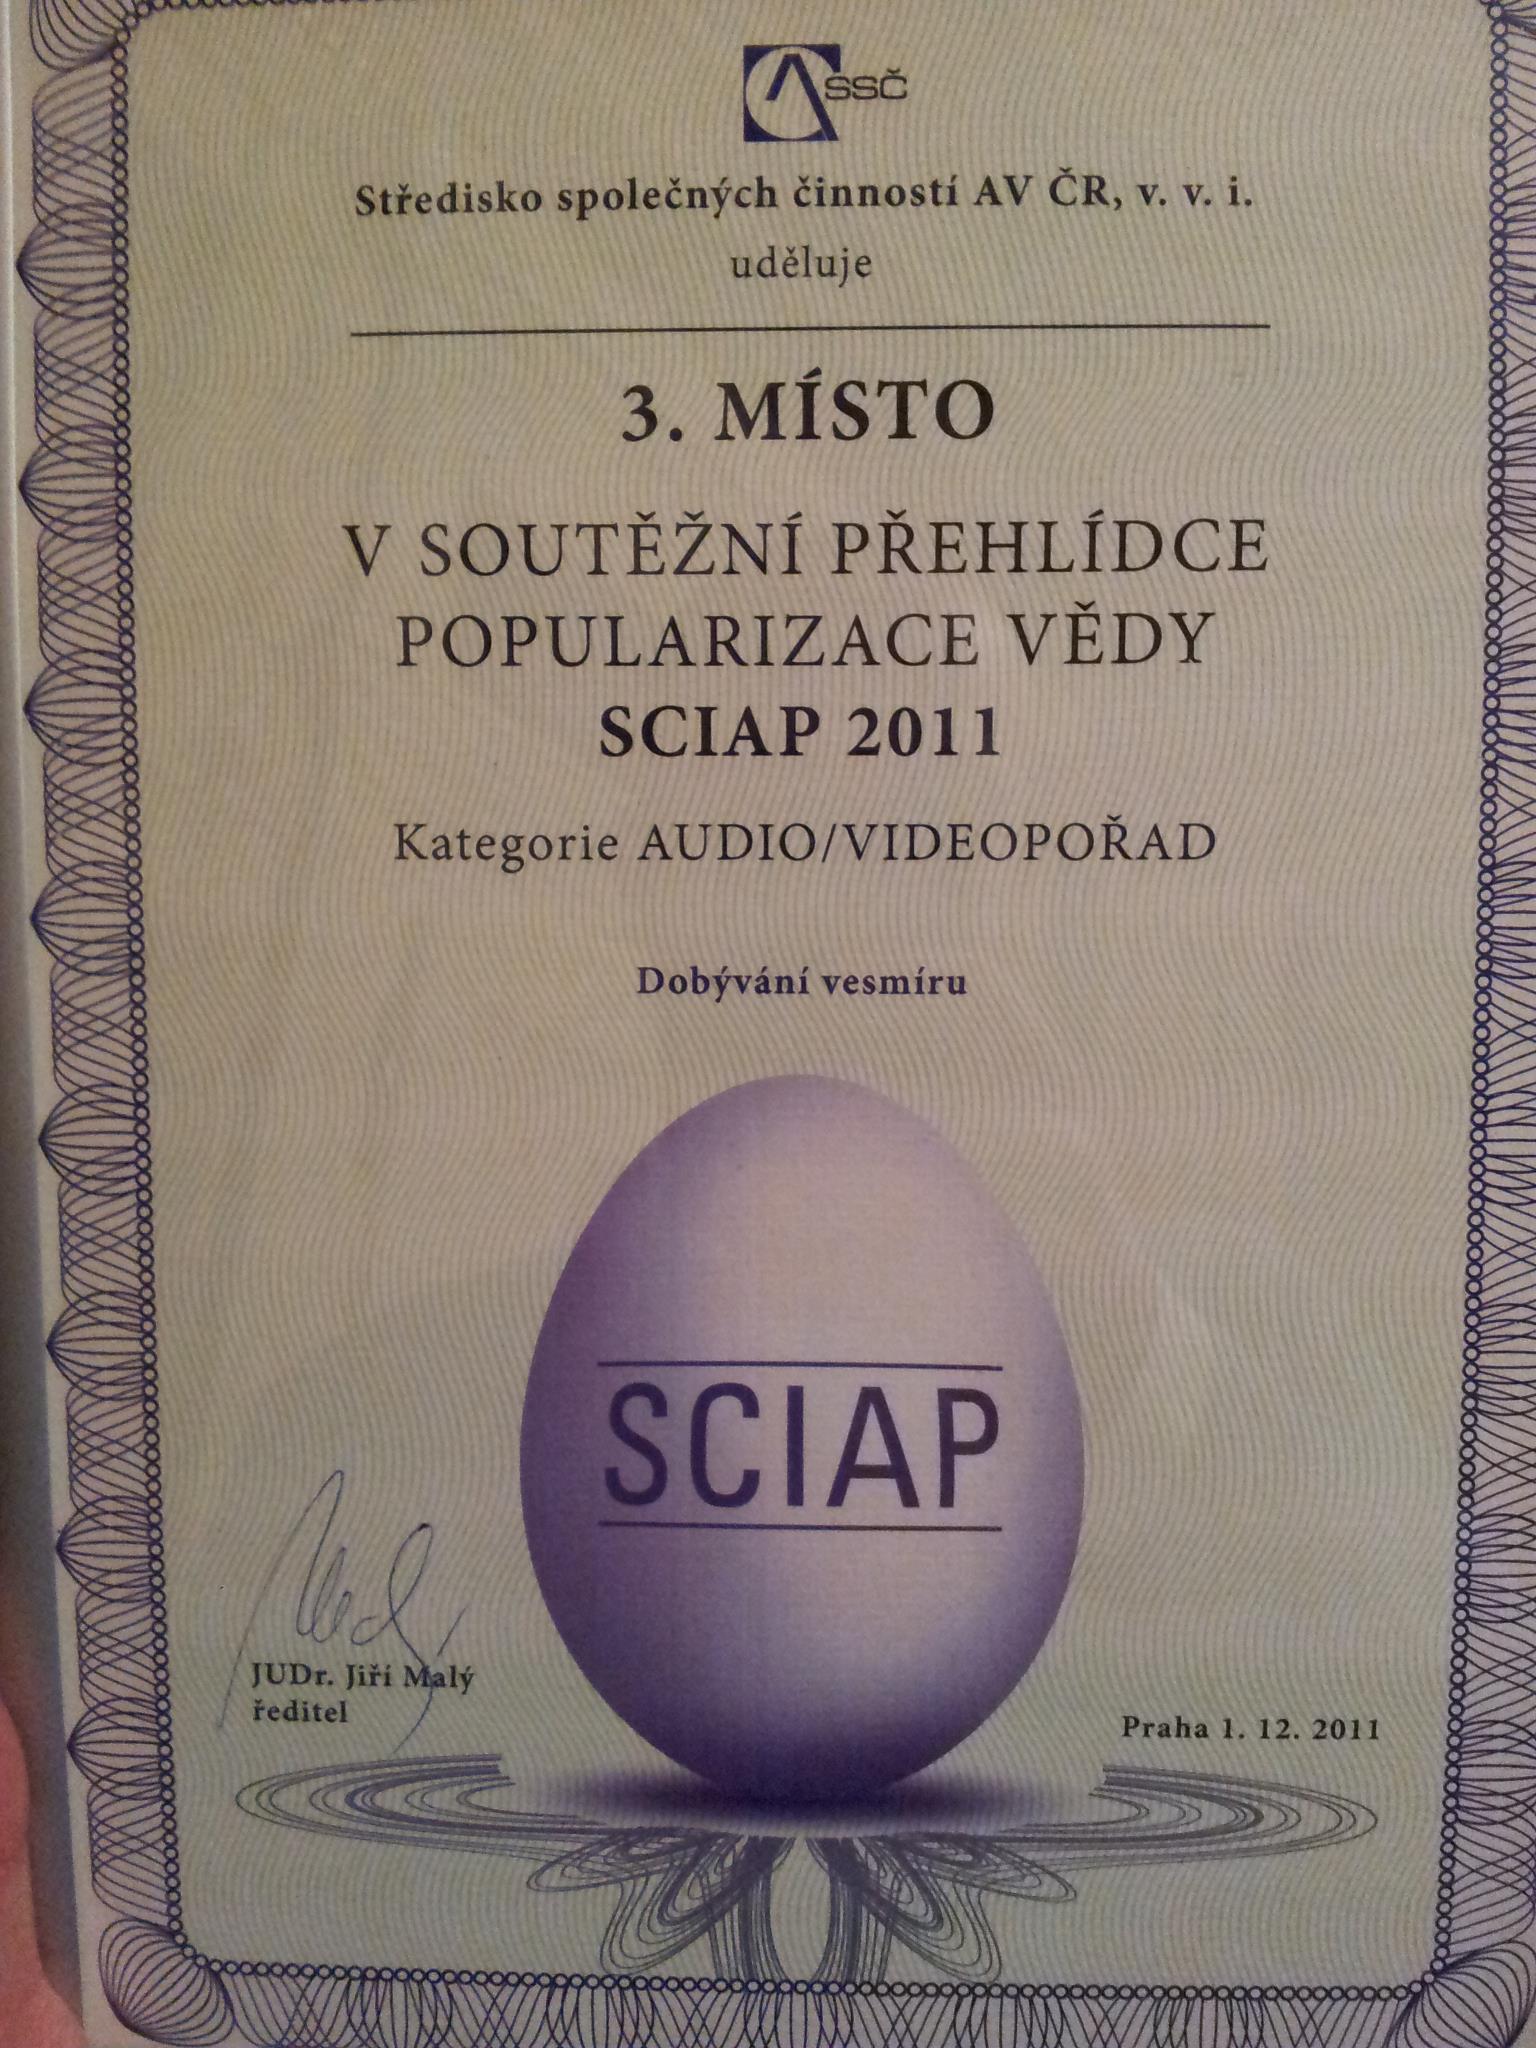 SSČ
Středisko společných činností AV ČR, v. v. i.
uděluje
3. MÍSTO
V SOUTĚŽNÍ PŘEHLÍDCE
POPULARIZACE VĚDY
SCIAP 2011
Kategorie AUDIO/VIDEOPOŘAD
Dobývání vesmíru
SCIAP
JUDr. Jiří Malý
ředitel
Praha 1. 12. 2011